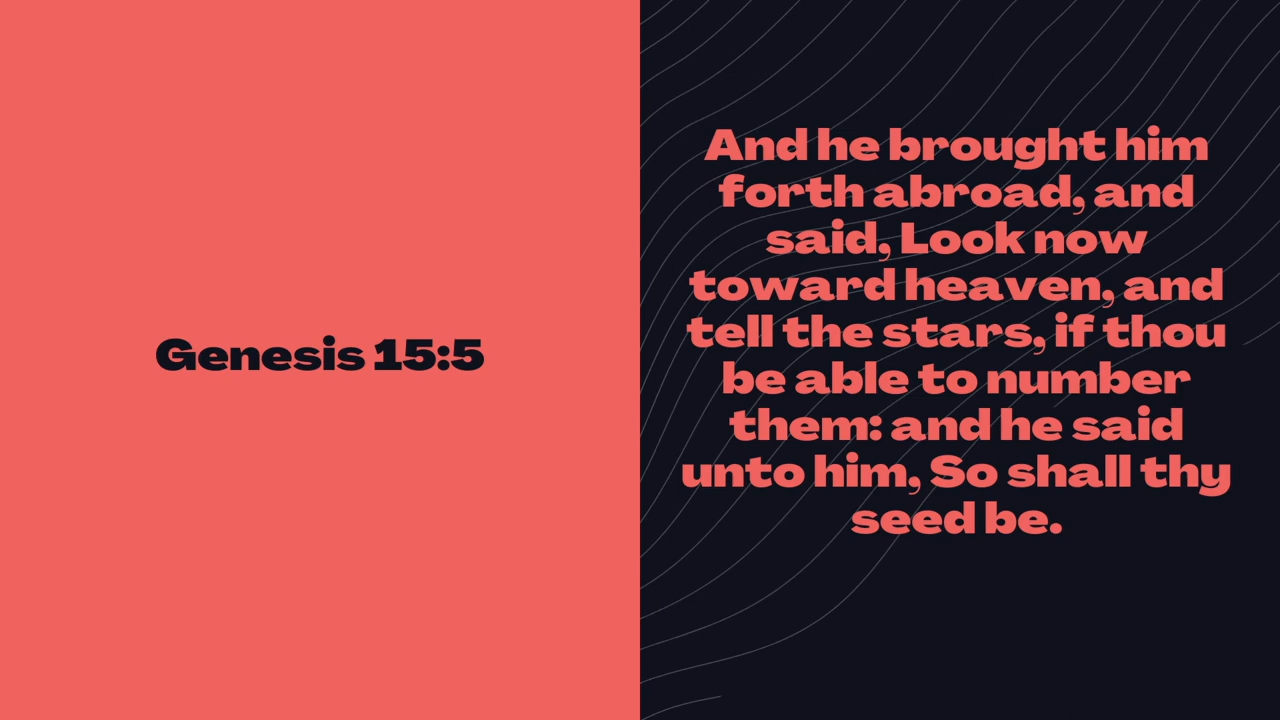 Genesis 15:5
And he brought him
forth abroad, and
said, Look now
toward heaven, and
tell the stars, if thou
be able to number
them: and he said
unto him, So shall thy
seed be.